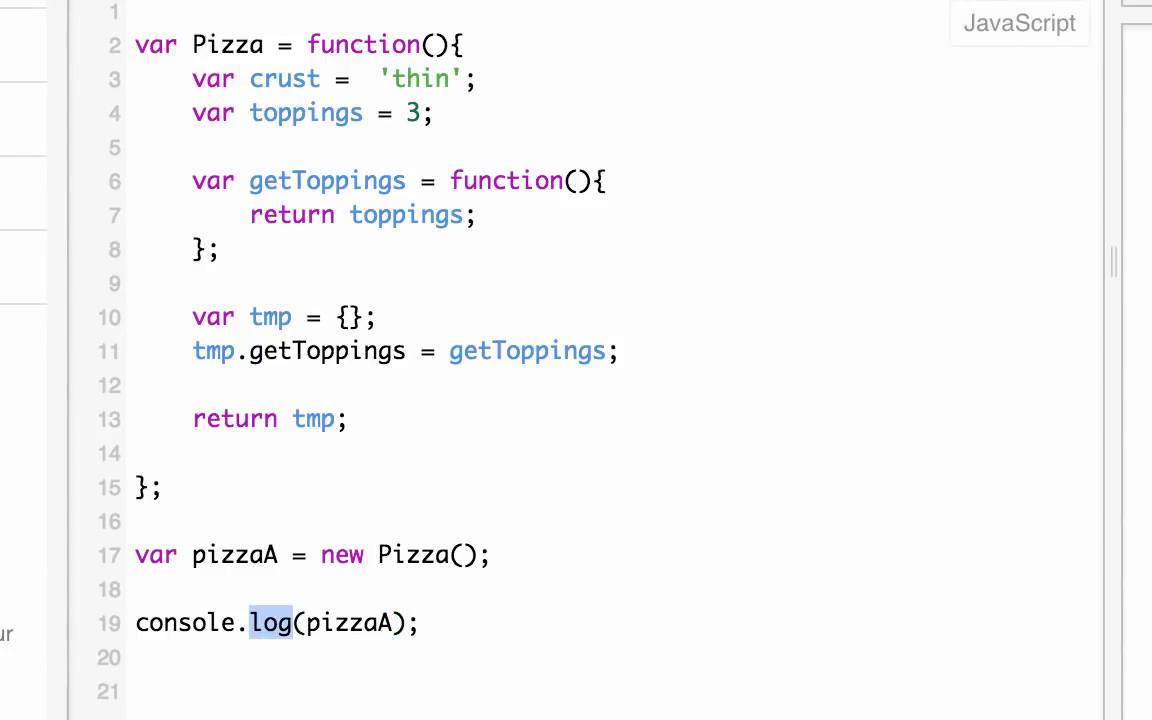 JavaScript
1
2 var Pizza = function(){
3     var crust =  'thin';
4     var toppings = 3;
5
6     var getToppings = function(){
7         return toppings;
8     };
9
10     var tmp = {};
11     tmp.getToppings = getToppings;
12
13     return tmp;
14
15 };
16
17 var pizzaA = new Pizza();
18
ur
19 console.log(pizzaA);
20
21